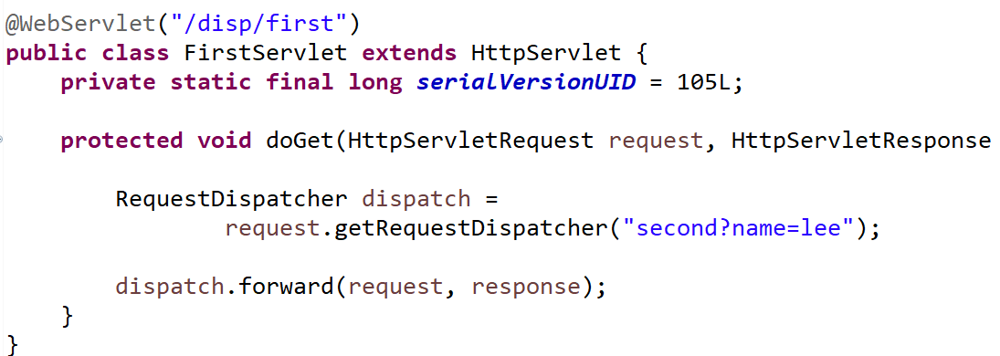 @WebServlet("/disp/first")
public class FirstServlet extends HttpServlet {
    private static final long serialVersionUID = 105L;
    protected void doGet(HttpServletRequest request, HttpServletResponse
        RequestDispatcher dispatch =
                request.getRequestDispatcher("second?name=lee");
        dispatch.forward(request, response);
    }
}